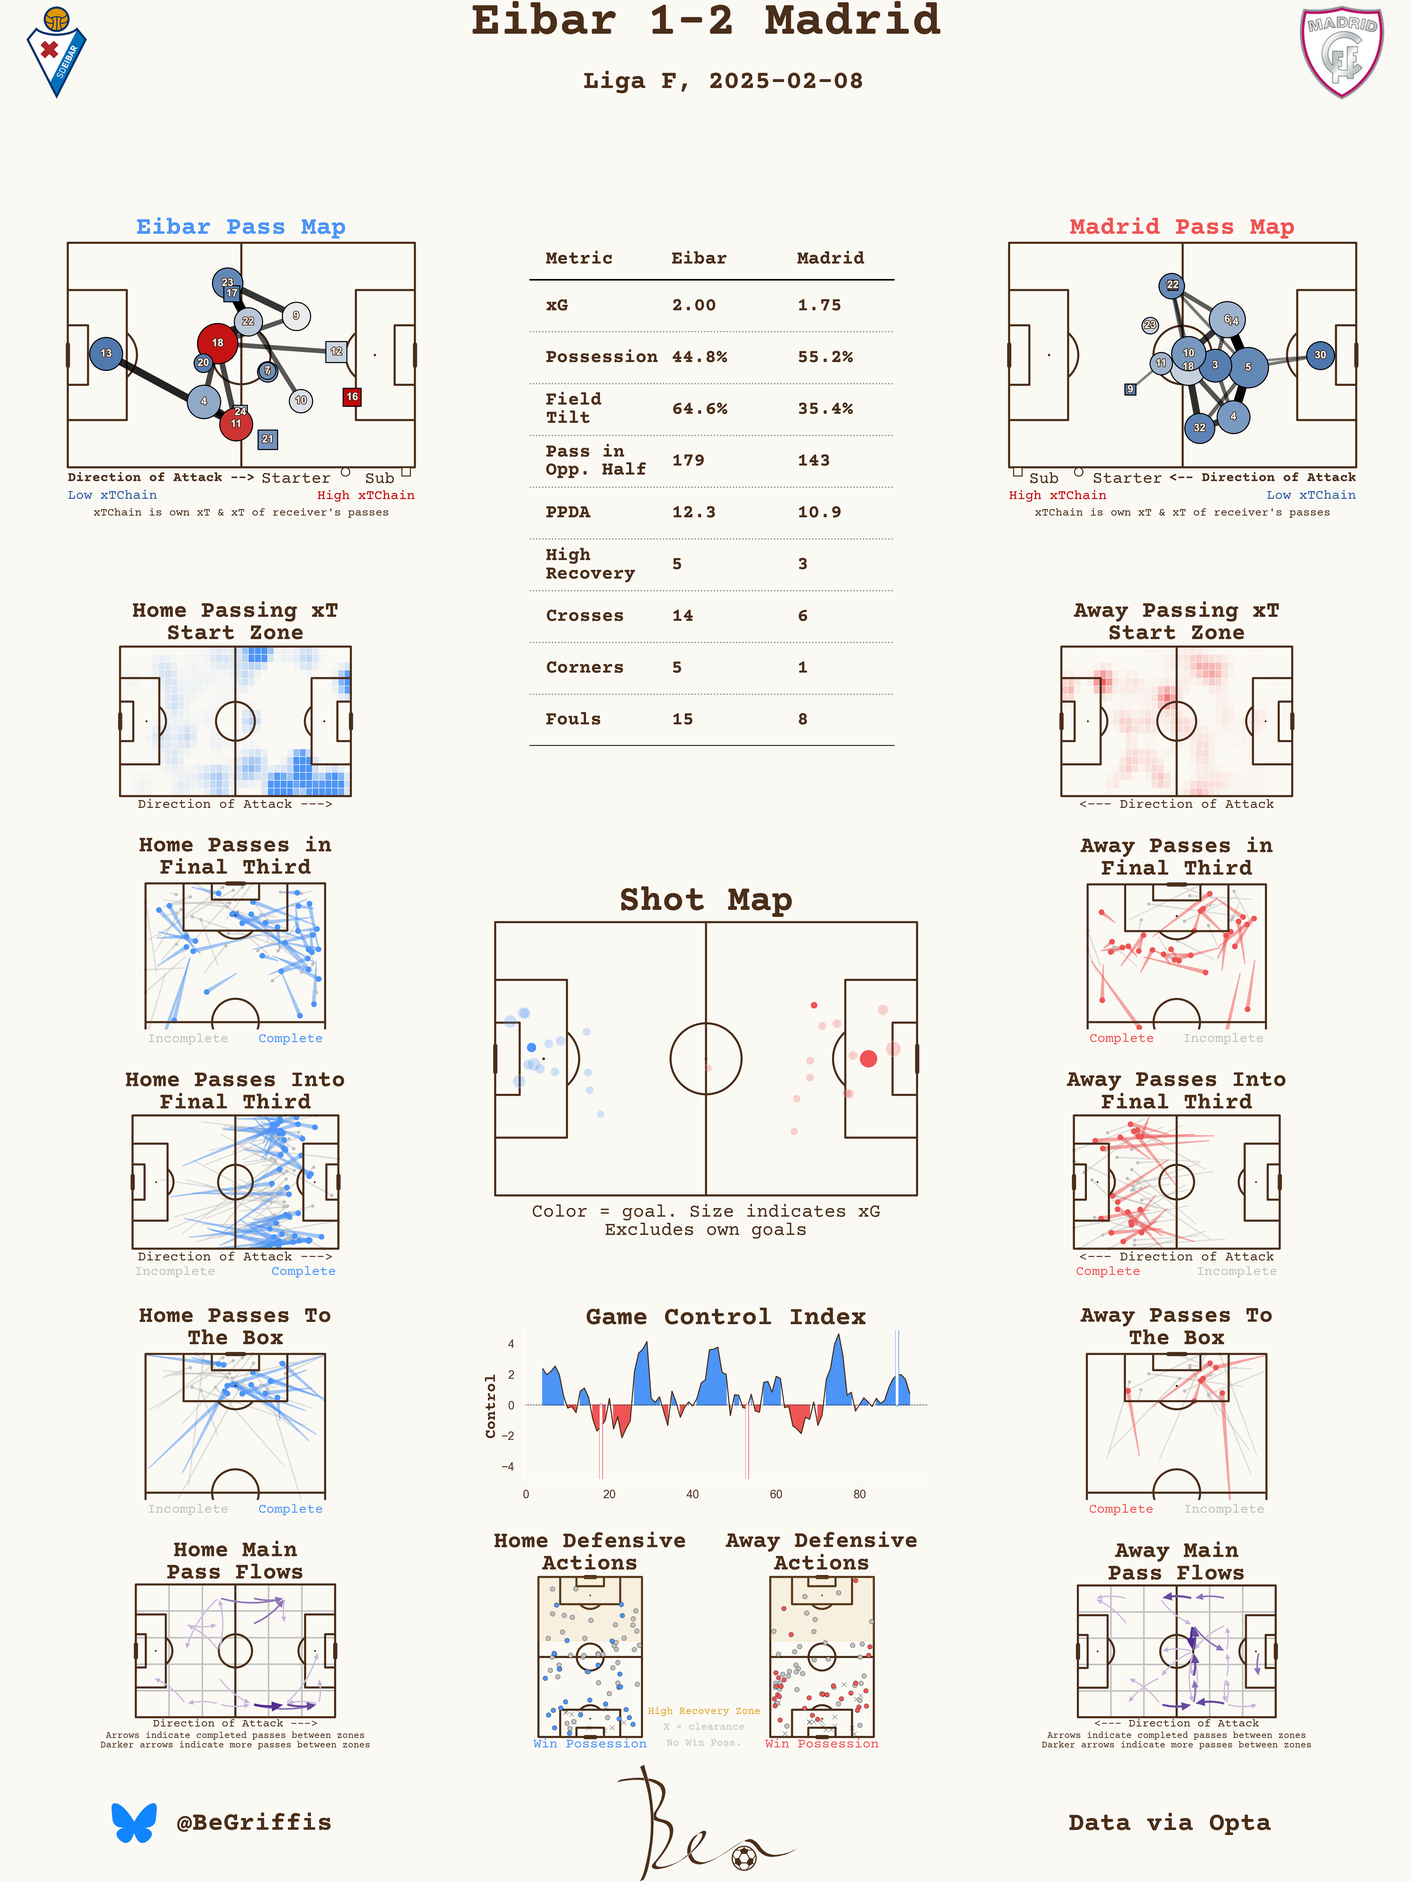 Eibar 1-2 Madrid
Liga F, 2025-02-08
SDEIBAR
MADRID
CFF
Eibar Pass Map
23
17
22
9
18
12
13
20
7
4
10
16
24
11
21
Direction of Attack --> Starter Sub
Low xTChain High xTChain
xTChain is own xT & xT of receiver's passes
Metric Eibar Madrid
xG 2.00 1.75
Possession 44.8% 55.2%
Field
Tilt 64.6% 35.4%
Pass in
Opp. Half 179 143
PPDA 12.3 10.9
High
Recovery 5 3
Crosses 14 6
Corners 5 1
Fouls 15 8
Madrid Pass Map
22
23
6
14
10
11
18
3
5
30
9
4
32
Sub Starter <-- Direction of Attack
High xTChain Low xTChain
xTChain is own xT & xT of receiver's passes
Home Passing xT
Start Zone
Direction of Attack --->
Away Passing xT
Start Zone
<--- Direction of Attack
Home Passes in
Final Third
Incomplete Complete
Shot Map
Color = goal. Size indicates xG
Excludes own goals
Away Passes in
Final Third
Complete Incomplete
Home Passes Into
Final Third
Direction of Attack --->
Incomplete Complete
Away Passes Into
Final Third
<--- Direction of Attack
Complete Incomplete
Home Passes To
The Box
Incomplete Complete
Game Control Index
Control
4
2
0
−2
−4
0 20 40 60 80
Away Passes To
The Box
Complete Incomplete
Home Main
Pass Flows
Direction of Attack --->
Arrows indicate completed passes between zones
Darker arrows indicate more passes between zones
Home Defensive
Actions
Win Possession
Away Defensive
Actions
Win Possession
High Recovery Zone
X = clearance
No Win Poss.
Away Main
Pass Flows
<--- Direction of Attack
Arrows indicate completed passes between zones
Darker arrows indicate more passes between zones
@BeGriffis
Ben
Data via Opta